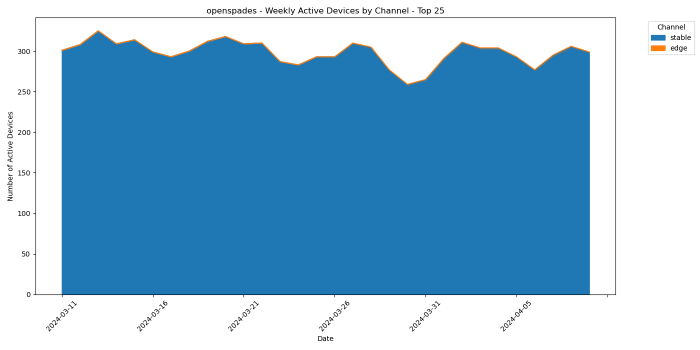 openspades - Weekly Active Devices by Channel - Top 25
Channel
stable
edge
Number of Active Devices
300
250
200
150
100
50
0
2024-03-11
2024-03-16
2024-03-21
2024-03-26
2024-03-31
2024-04-05
Date